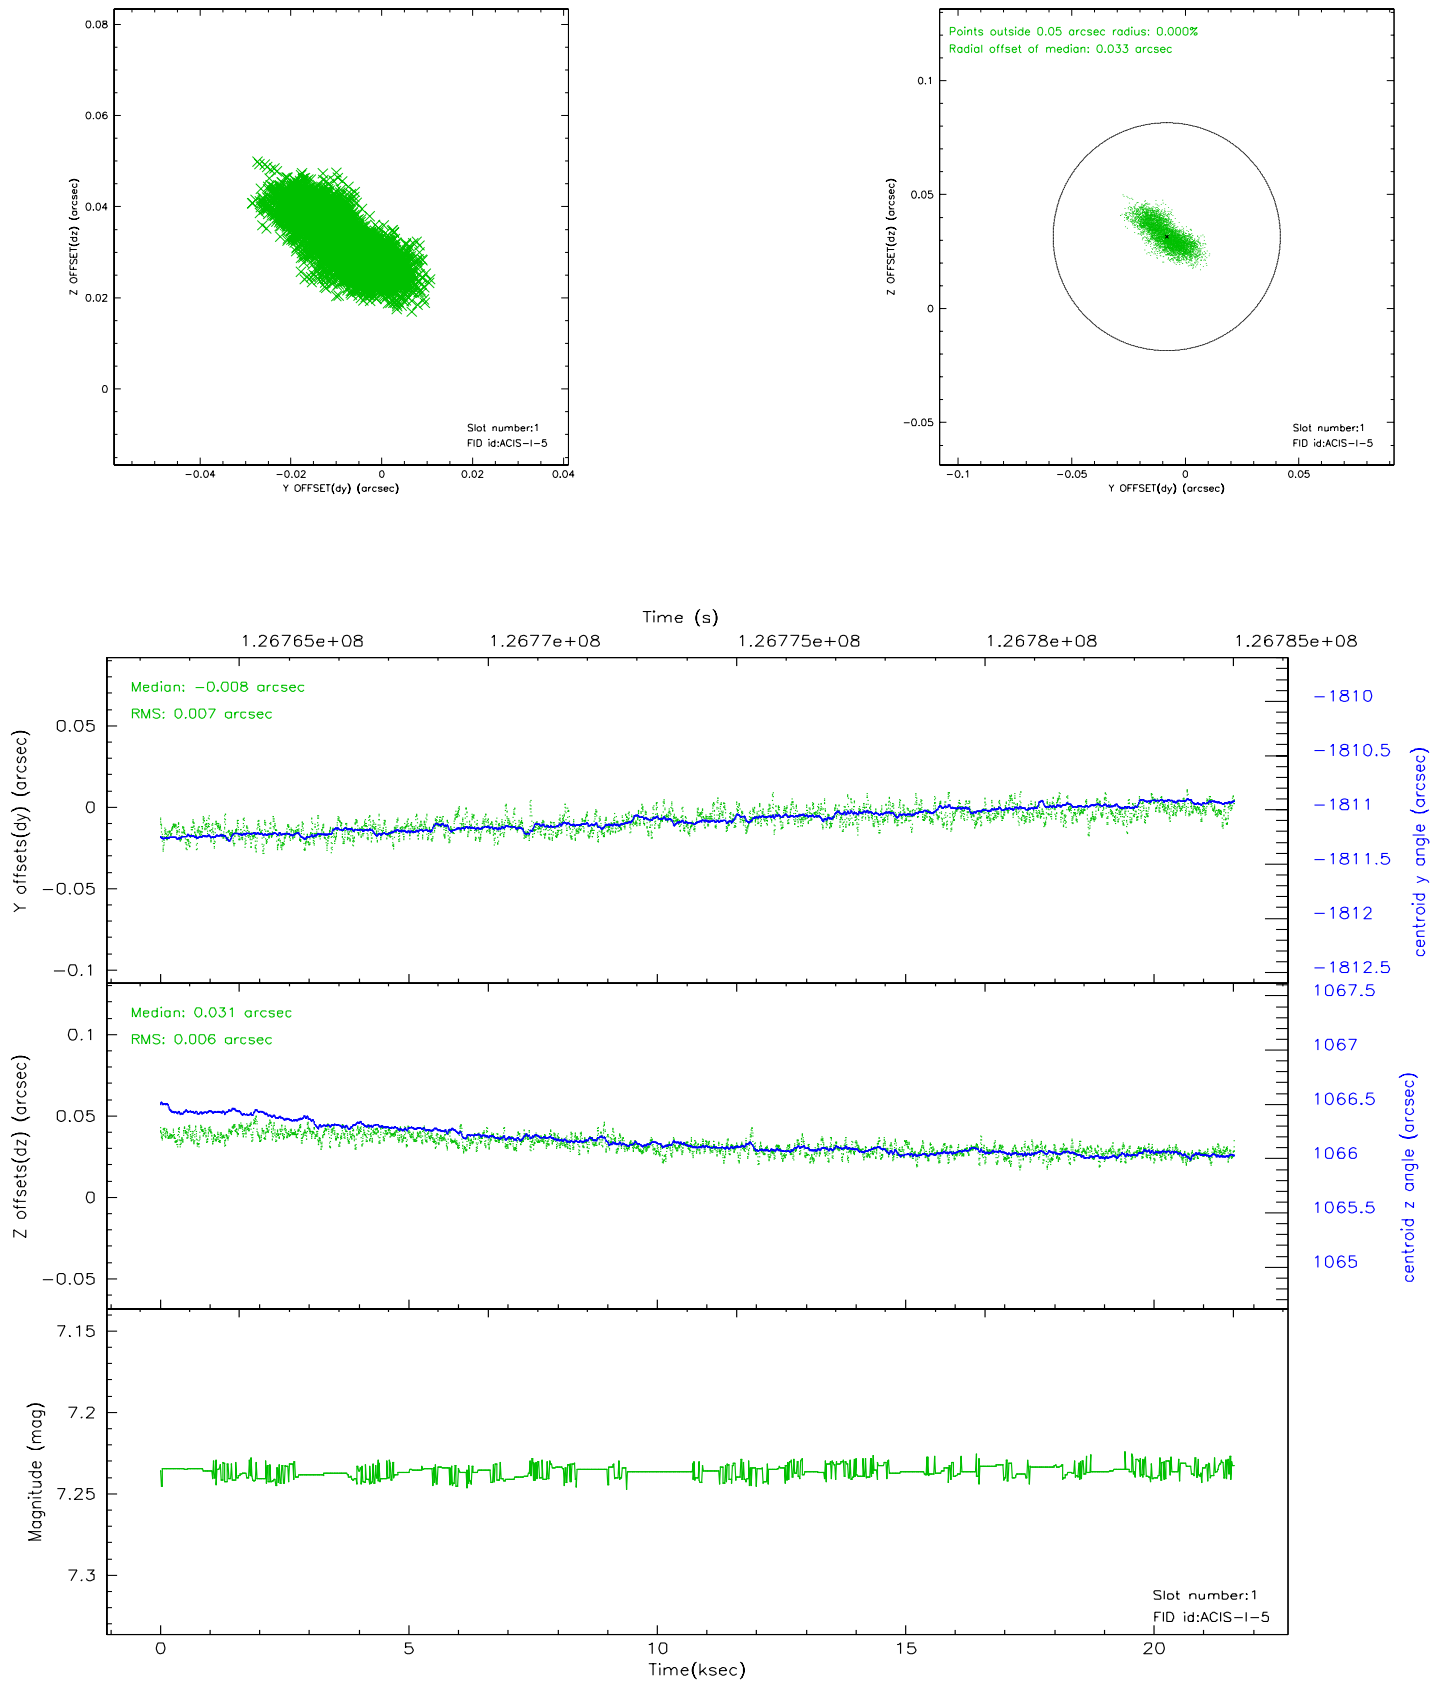 0.08
0.06
0.04
0.02
0
Z OFFSET(dz) (arcsec)
Slot number:1
FID id:ACIS-I-5
-0.04 -0.02 0 0.02 0.04
Y OFFSET(dy) (arcsec)
Points outside 0.05 arcsec radius: 0.000%
Radial offset of median: 0.033 arcsec
0.1
0.05
0
-0.05
Z OFFSET(dz) (arcsec)
Slot number:1
FID id:ACIS-I-5
-0.1 -0.05 0 0.05
Y OFFSET(dy) (arcsec)
Time (s)
1.26765e+08 1.2677e+08 1.26775e+08 1.2678e+08 1.26785e+08
Median: -0.008 arcsec
RMS: 0.007 arcsec
0.05
0
-0.05
-0.1
Y offsets(dy) (arcsec)
-1810
-1810.5
-1811
-1811.5
-1812
-1812.5
centroid y angle (arcsec)
Median: 0.031 arcsec
RMS: 0.006 arcsec
0.1
0.05
0
-0.05
Z offsets(dz) (arcsec)
1067.5
1067
1066.5
1066
1065.5
1065
centroid z angle (arcsec)
7.15
7.2
7.25
7.3
Magnitude (mag)
Slot number:1
FID id:ACIS-I-5
0 5 10 15 20
Time(ksec)